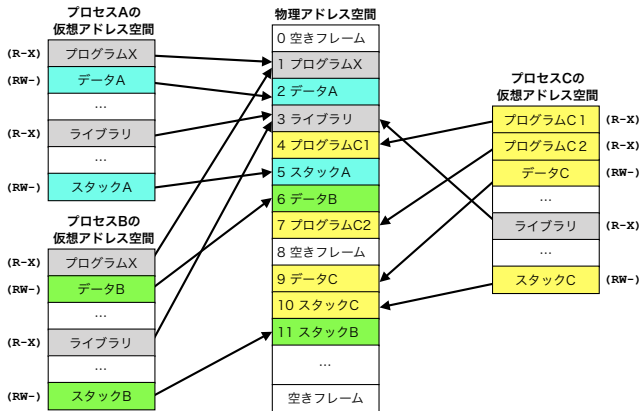 プロセスAの
仮想アドレス空間
(R-X) プログラムX
(RW-) データA
…
(R-X) ライブラリ
…
(RW-) スタックA
プロセスBの
仮想アドレス空間
(R-X) プログラムX
(RW-) データB
…
(R-X) ライブラリ
…
(RW-) スタックB
物理アドレス空間
0 空きフレーム
1 プログラムX
2 データA
3 ライブラリ
4 プログラムC1
5 スタックA
6 データB
7 プログラムC2
8 空きフレーム
9 データC
10 スタックC
11 スタックB
…
空きフレーム
プロセスCの
仮想アドレス空間
プログラムC1 (R-X)
プログラムC2 (R-X)
データC (RW-)
…
ライブラリ (R-X)
…
スタックC (RW-)